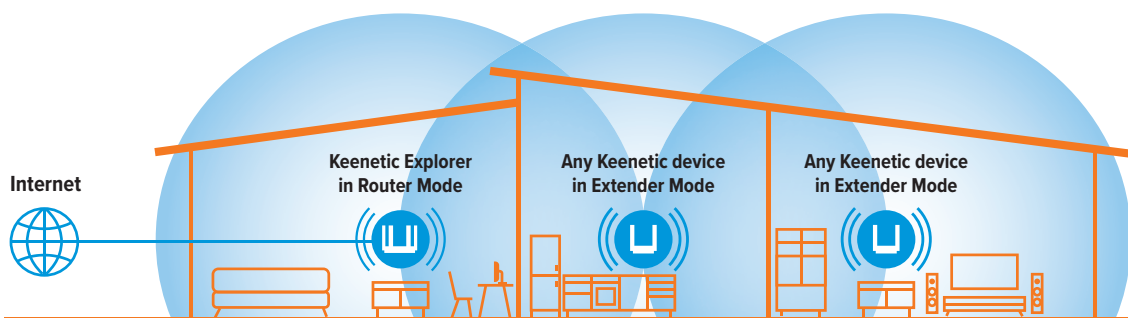 Internet
Keenetic Explorer
in Router Mode
Any Keenetic device
in Extender Mode
Any Keenetic device
in Extender Mode